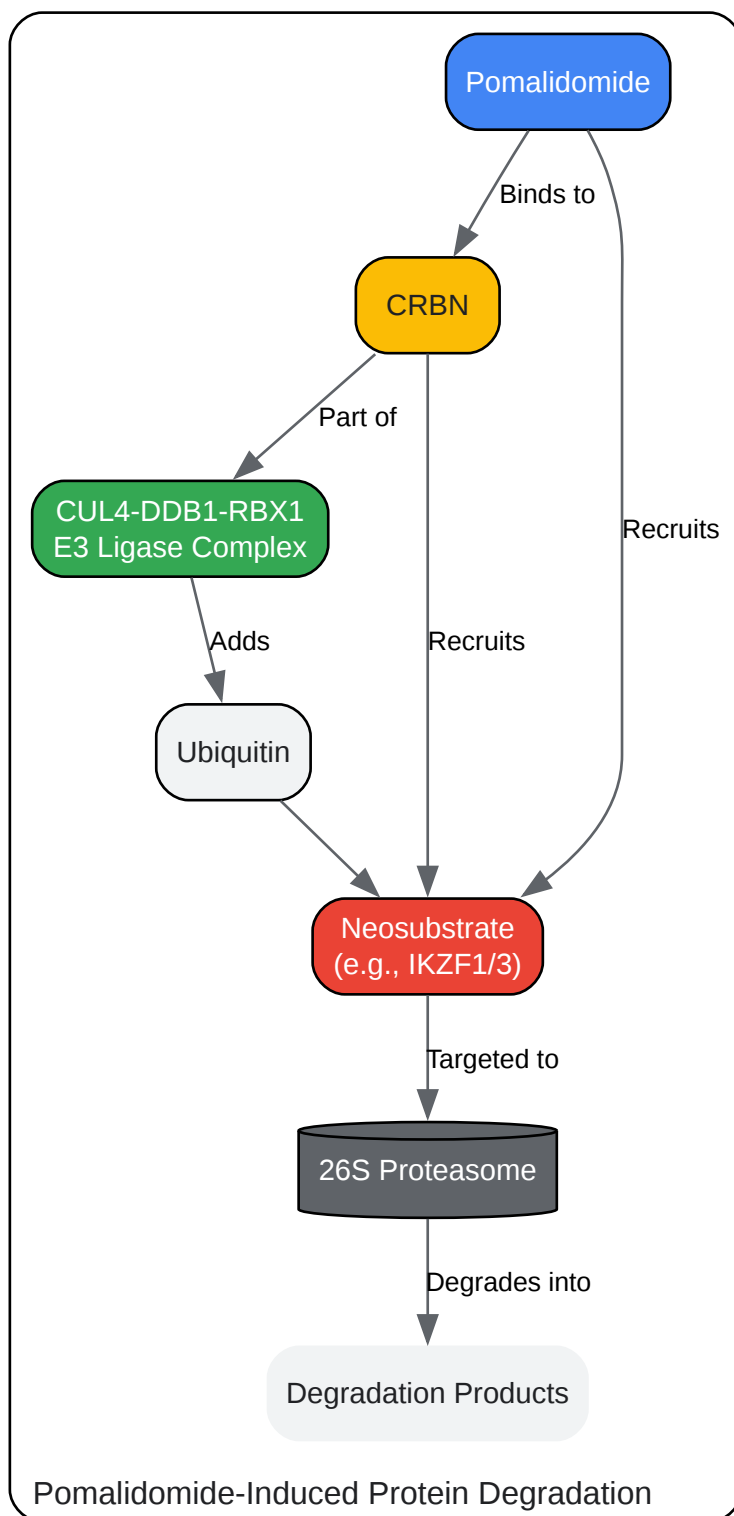 Pomalidomide
Binds to
CRBN
Part of
CUL4-DDB1-RBX1
E3 Ligase Complex
Recruits
Adds
Recruits
Ubiquitin
Neosubstrate
(e.g., IKZF1/3)
Targeted to
26S Proteasome
Degrades into
Degradation Products
Pomalidomide-Induced Protein Degradation